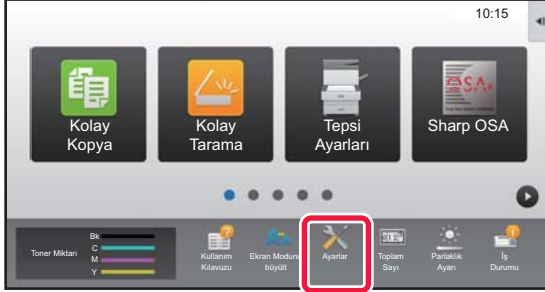 10:15
Kolay
Kopya
Kolay
Tarama
Tepsi
Ayarları
OSA
Sharp OSA
Toner Miktarı
Bk
C
M
Y
Kullanım
Kılavuzu
Ekran Modunu
büyült
Ayarlar
Toplam
Sayı
Parlaklık
Ayarı
İş
Durumu